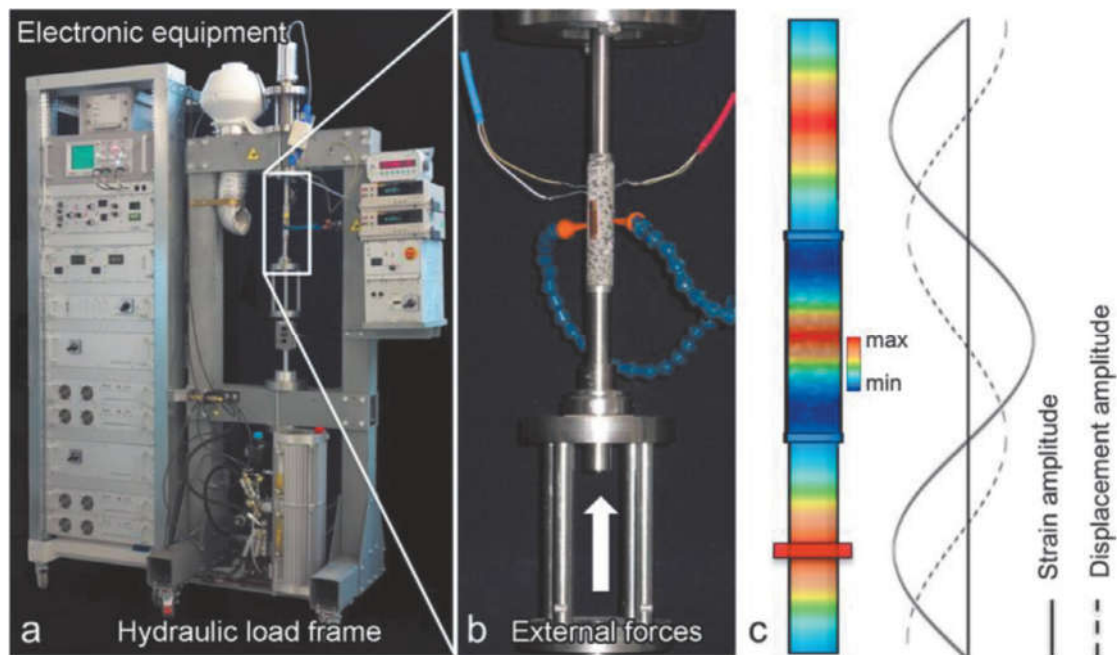 Electronic equipment
a
Hydraulic load frame
b
External forces
c
max
min
Strain amplitude
Displacement amplitude